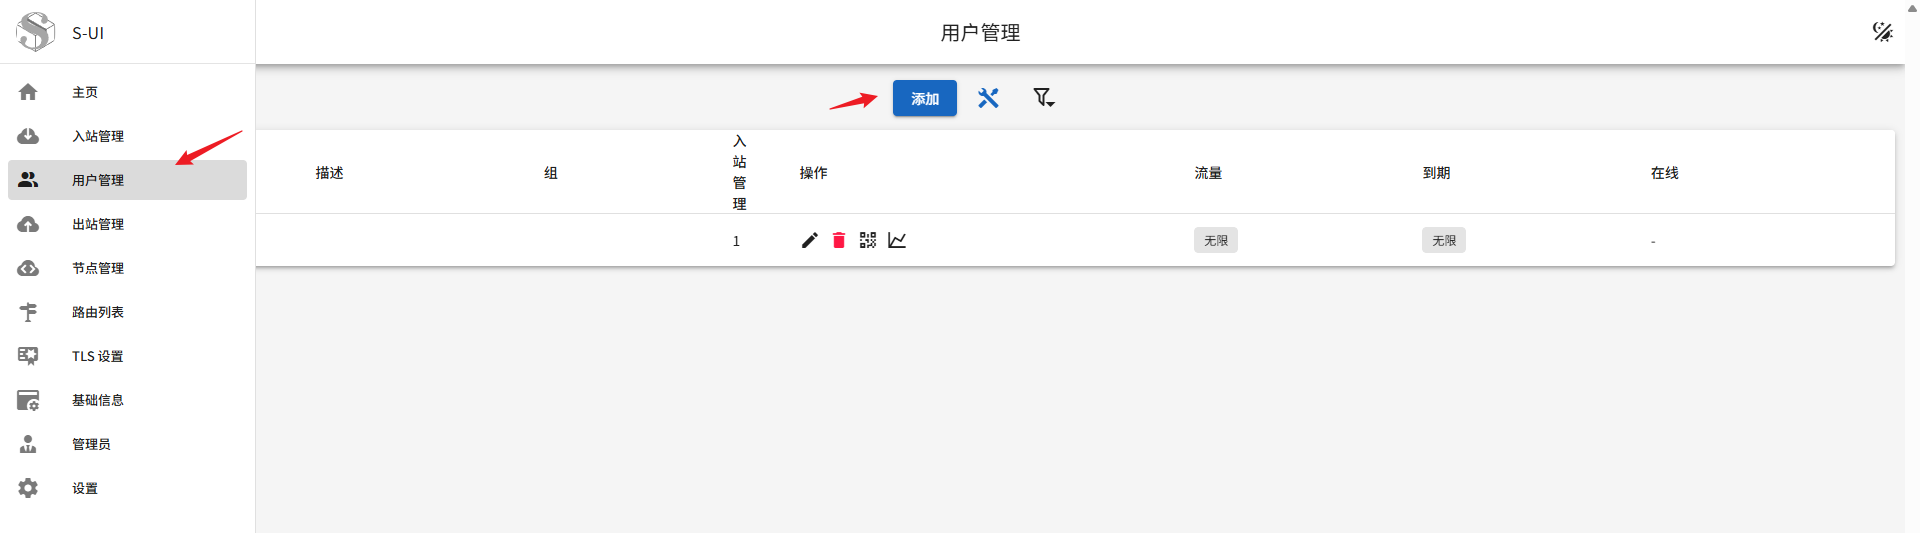 S-UI
用户管理
主页
入站管理
用户管理
出站管理
节点管理
路由列表
TLS 设置
基础信息
管理员
设置
添加
描述 组 入站管理 操作 流量 到期 在线
1 无限 无限 -